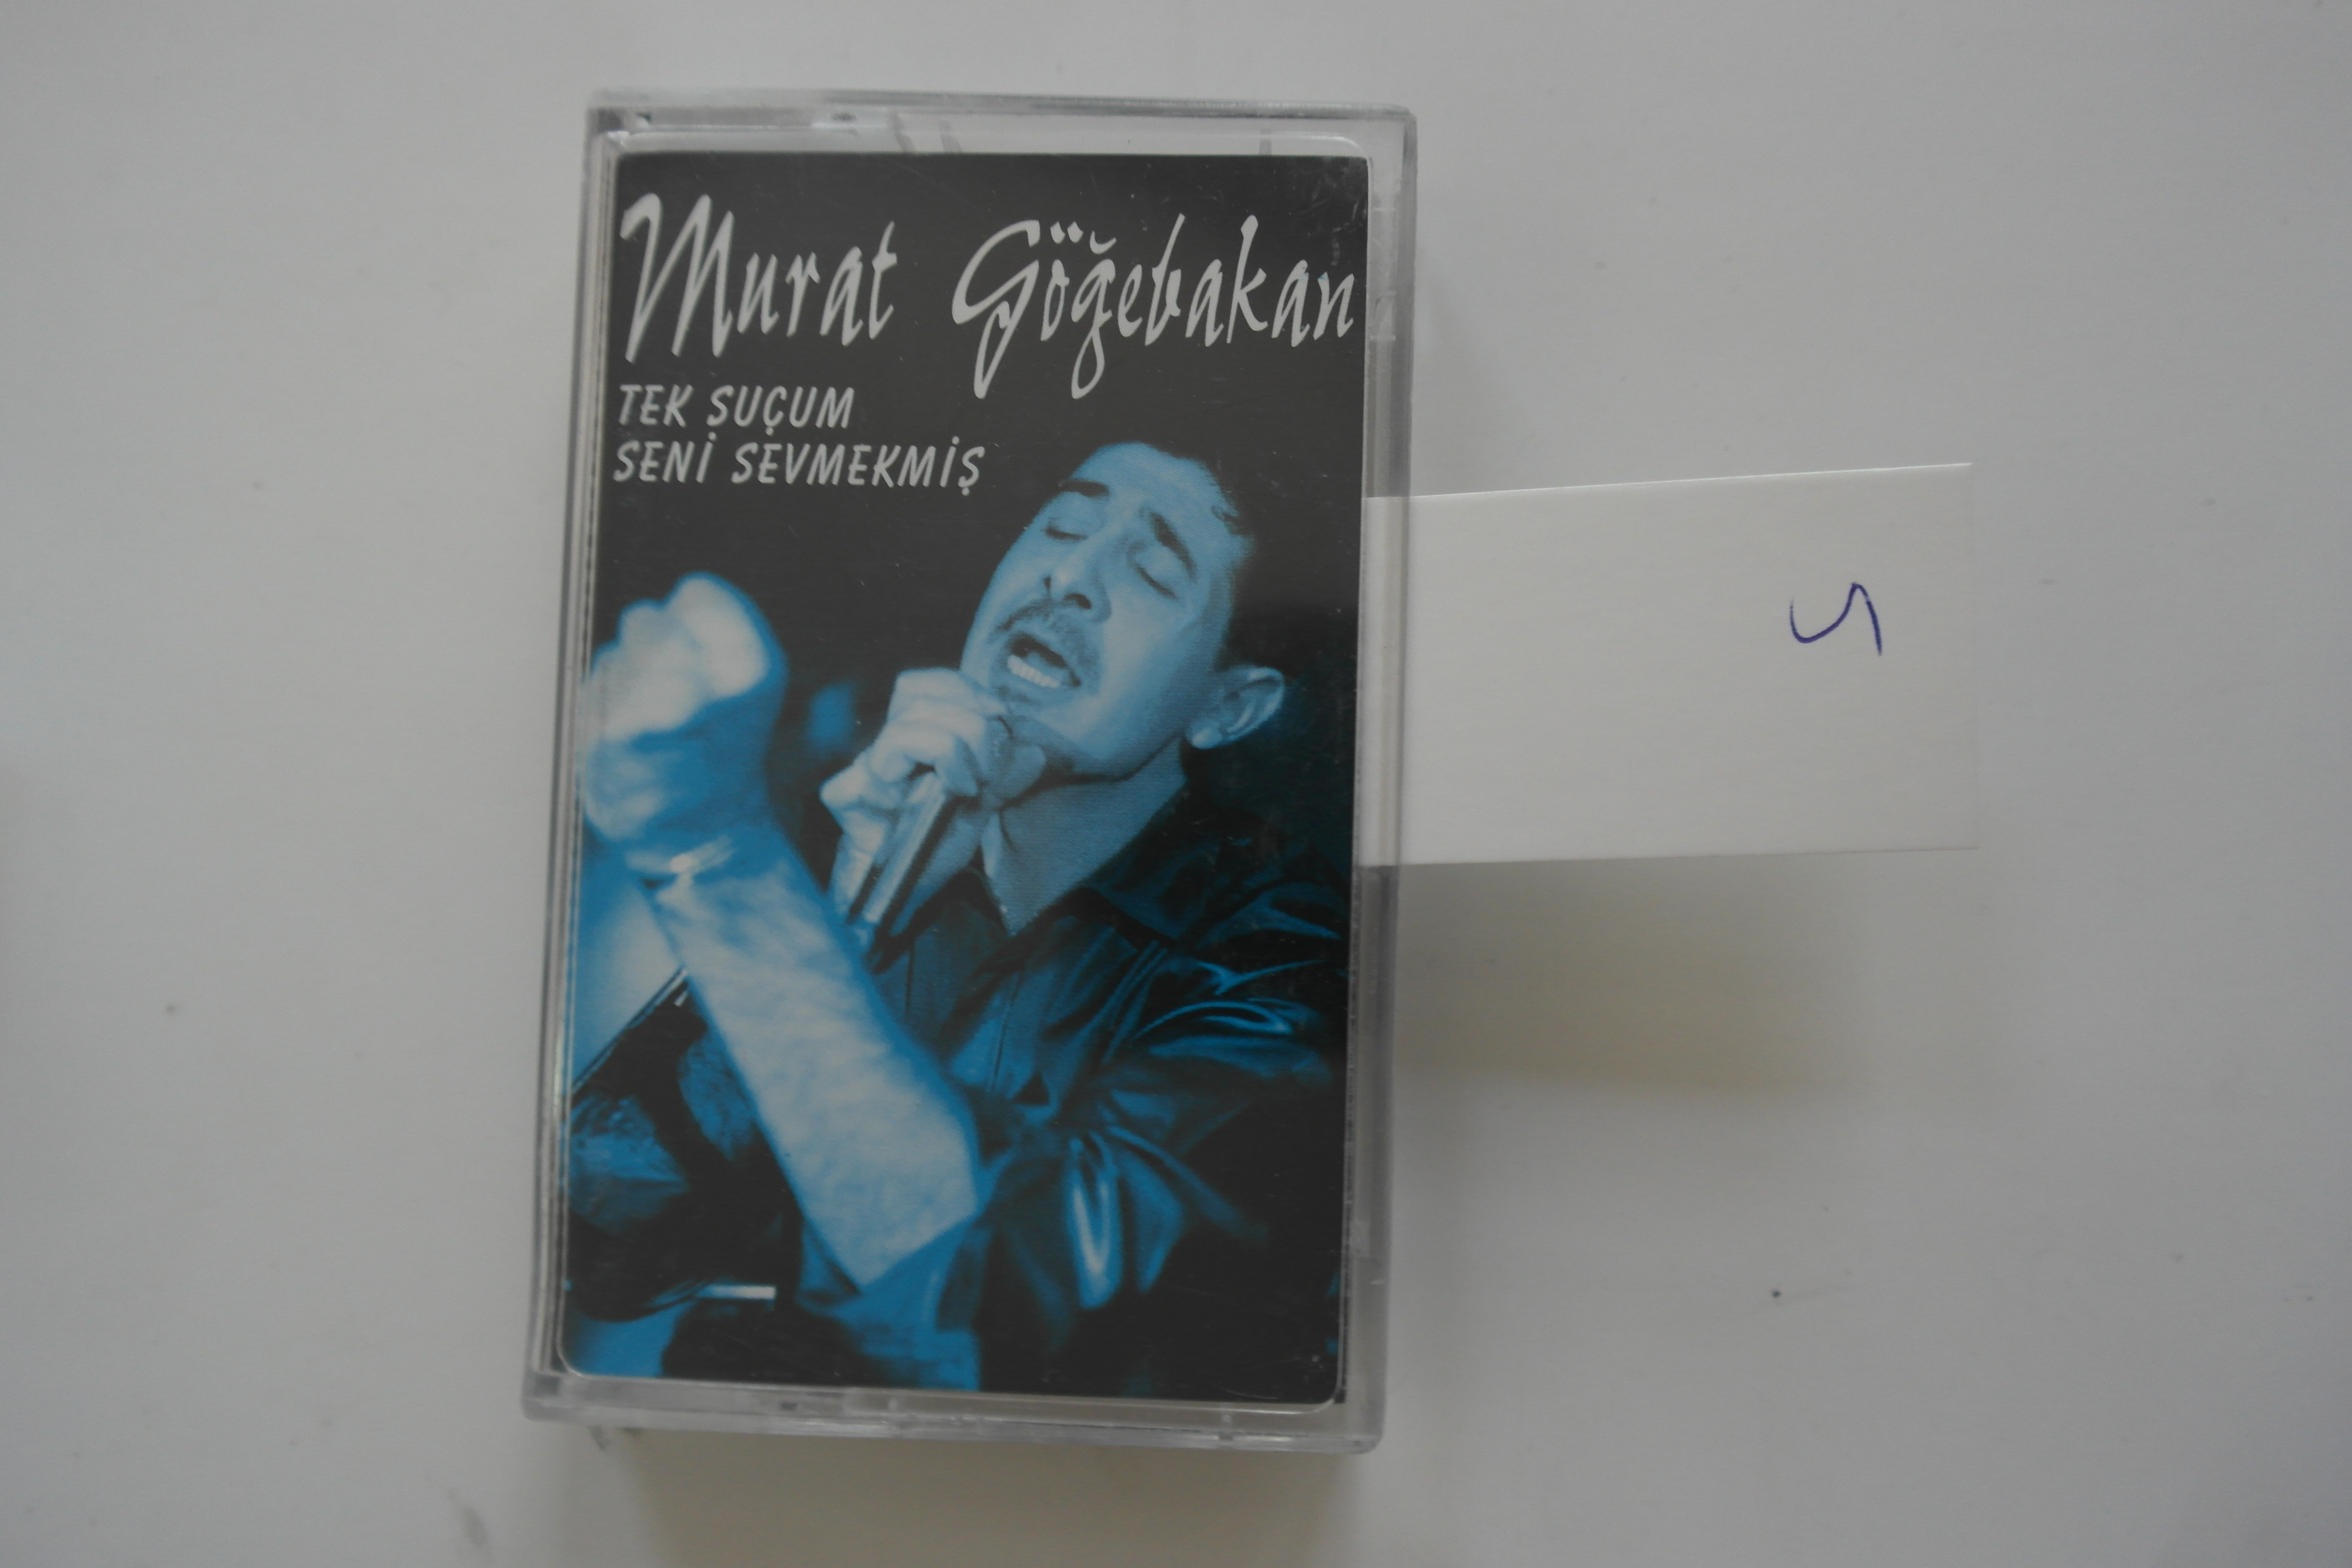 Murat Göğebakan
TEK SUÇUM
SENİ SEVMEKMİŞ